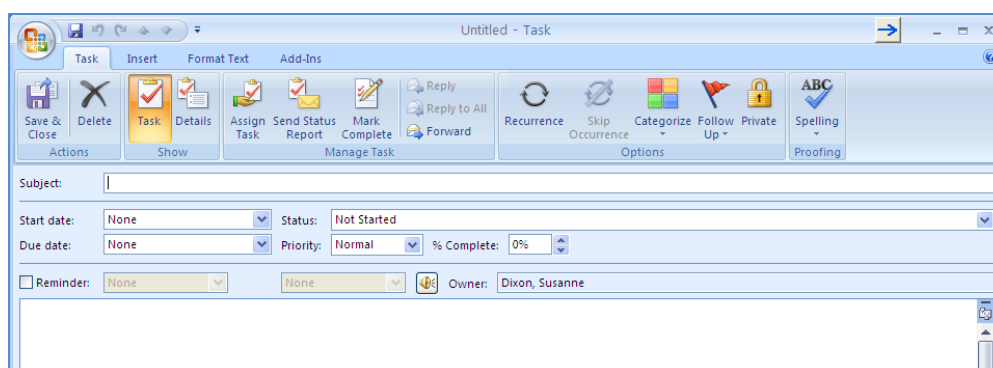 Untitled - Task
Task Insert Format Text Add-Ins
Save & Close Delete Task Details Assign Task Send Status Report Mark Complete Reply Reply to All Forward Recurrence Skip Occurrence Categorize Follow Up Private ABC Spelling
Actions Show Manage Task Options Proofing
Subject:
Start date: None Status: Not Started
Due date: None Priority: Normal % Complete: 0%
Reminder: None None Owner: Dixon, Susanne